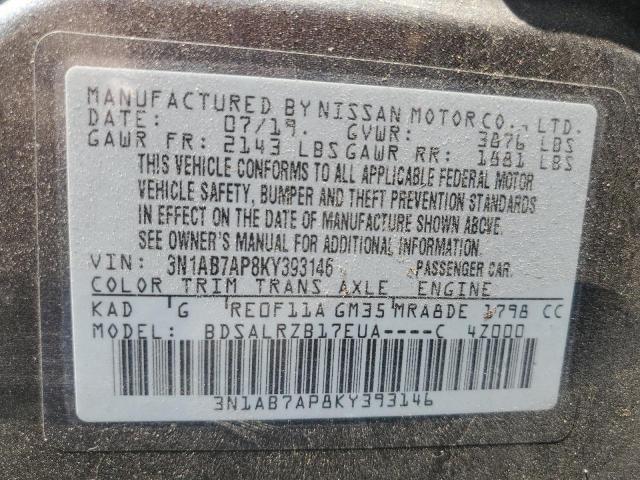 MANUFACTURED BY NISSAN MOTOR CO., LTD.
DATE: 07/19. GVWR: 3876 LBS
GAWR FR: 2143 LBS GAWR RR: 1881 LBS
THIS VEHICLE CONFORMS TO ALL APPLICABLE FEDERAL MOTOR
VEHICLE SAFETY, BUMPER AND THEFT PREVENTION STANDARDS
IN EFFECT ON THE DATE OF MANUFACTURE SHOWN ABOVE.
SEE OWNER'S MANUAL FOR ADDITIONAL INFORMATION.
VIN: 3N1AB7AP8KY393146 PASSENGER CAR.
COLOR TRIM TRANS AXLE ENGINE
KAD G RE0F11A GM35 MRA8DE 1798 CC
MODEL: BDSALRZB17EUA----C 4Z000
3N1AB7AP8KY393146